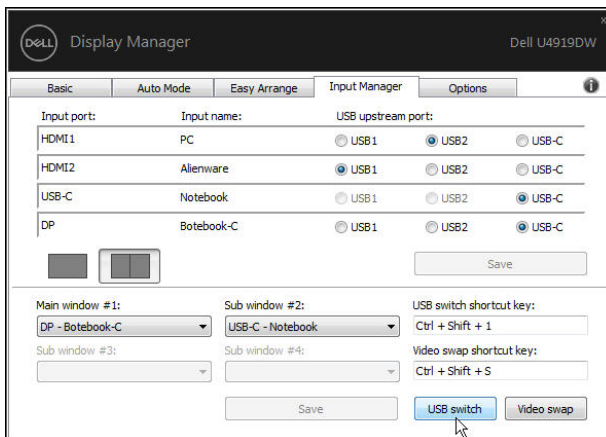 DELL Display Manager Dell U4919DW
x
Basic Auto Mode Easy Arrange Input Manager Options i
Input port: Input name: USB upstream port:
HDMI1 PC USB1 USB2 USB-C
HDMI2 Alienware USB1 USB2 USB-C
USB-C Notebook USB1 USB2 USB-C
DP Botebook-C USB1 USB2 USB-C
Save
Main window #1: Sub window #2: USB switch shortcut key:
DP - Botebook-C USB-C - Notebook Ctrl + Shift + 1
Sub window #3: Sub window #4: Video swap shortcut key:
Ctrl + Shift + S
Save USB switch Video swap